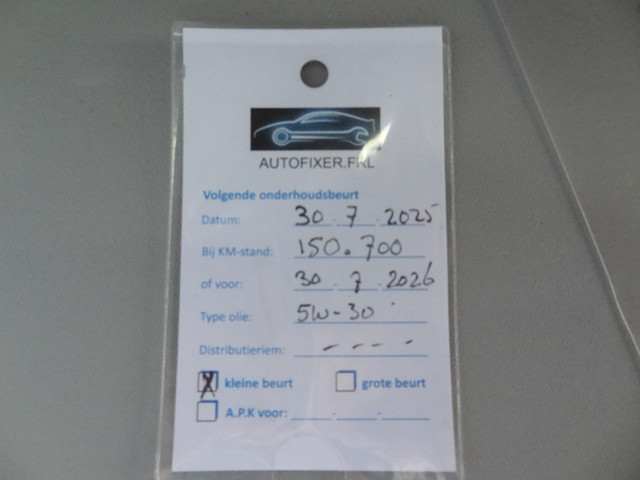 AUTOFIXER.FRL
Volgende onderhoudsbeurt
Datum: 30 . 7 . 2025
Bij KM-stand: 150.700
of voor: 30 . 7 . 2026
Type olie: 5W-30
Distributieriem: - - - -
X kleine beurt grote beurt
A.P.K voor: